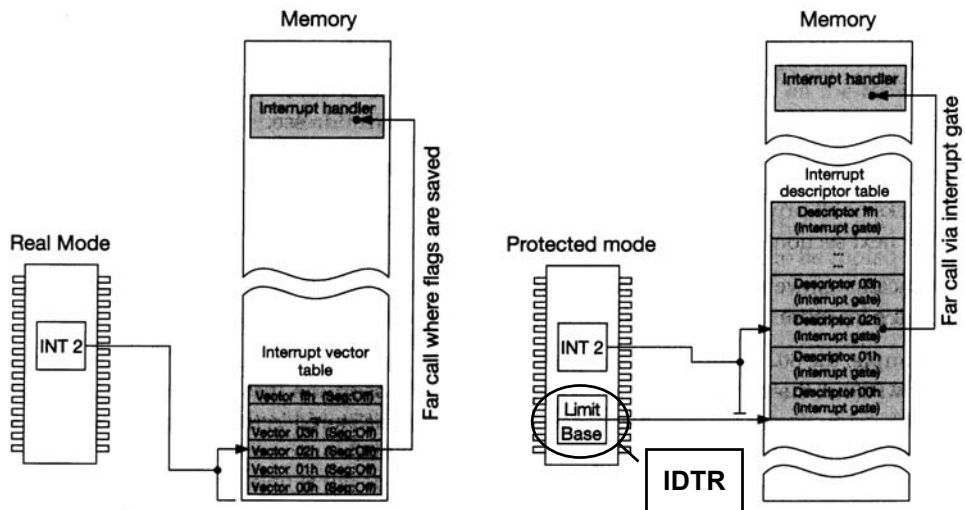 Memory
Interrupt handler
Far call where flags are saved
Real Mode
INT 2
Interrupt vector
table
Vector ffh (Seg:Off)
Vector 03h (Seg:Off)
Vector 02h (Seg:Off)
Vector 01h (Seg:Off)
Vector 00h (Seg:Off)
Memory
Interrupt handler
Far call via interrupt gate
Interrupt
descriptor table
Descriptor ffh
(Interrupt gate)
...
...
Descriptor 03h
(Interrupt gate)
Descriptor 02h
(Interrupt gate)
Descriptor 01h
(Interrupt gate)
Descriptor 00h
(Interrupt gate)
Protected mode
INT 2
Limit
Base
IDTR